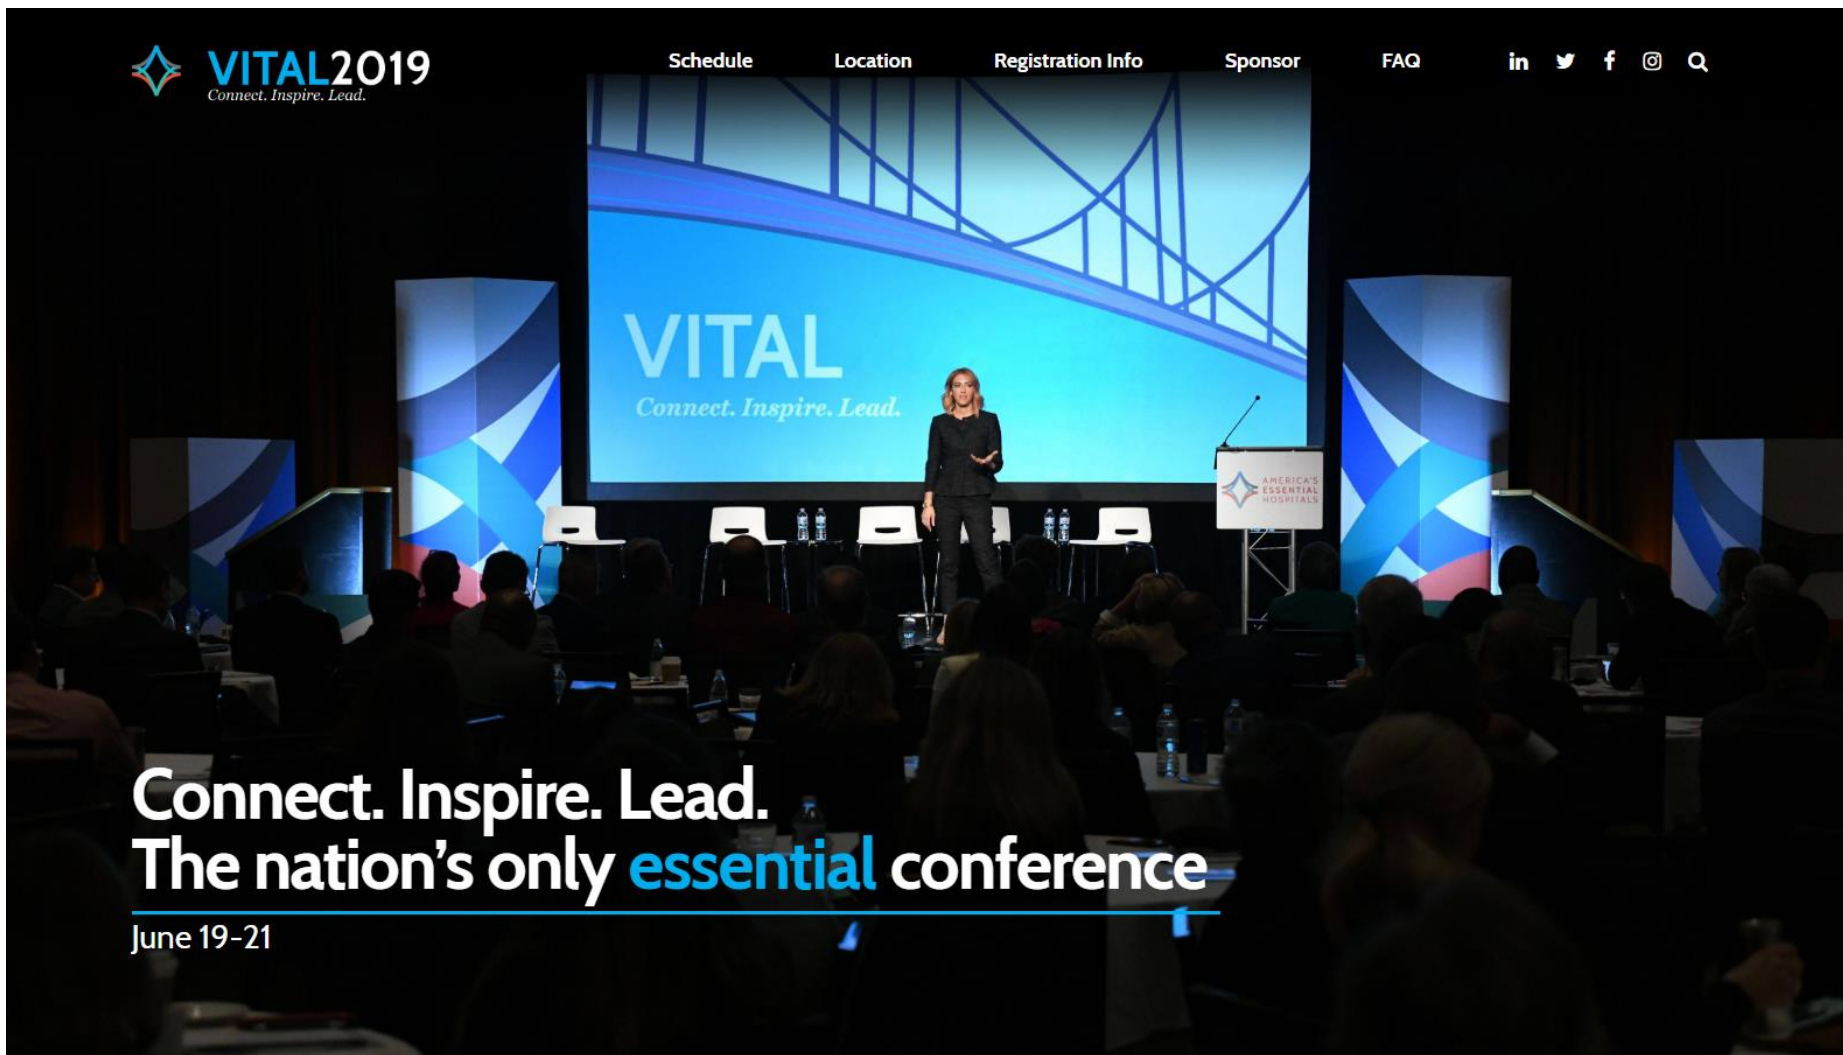 VITAL2019
Connect. Inspire. Lead.
Schedule
Location
Registration Info
Sponsor
FAQ
in
f
VITAL
Connect. Inspire. Lead.
AMERICA'S
ESSENTIAL
HOSPITALS
Connect. Inspire. Lead.
The nation's only essential conference
June 19-21